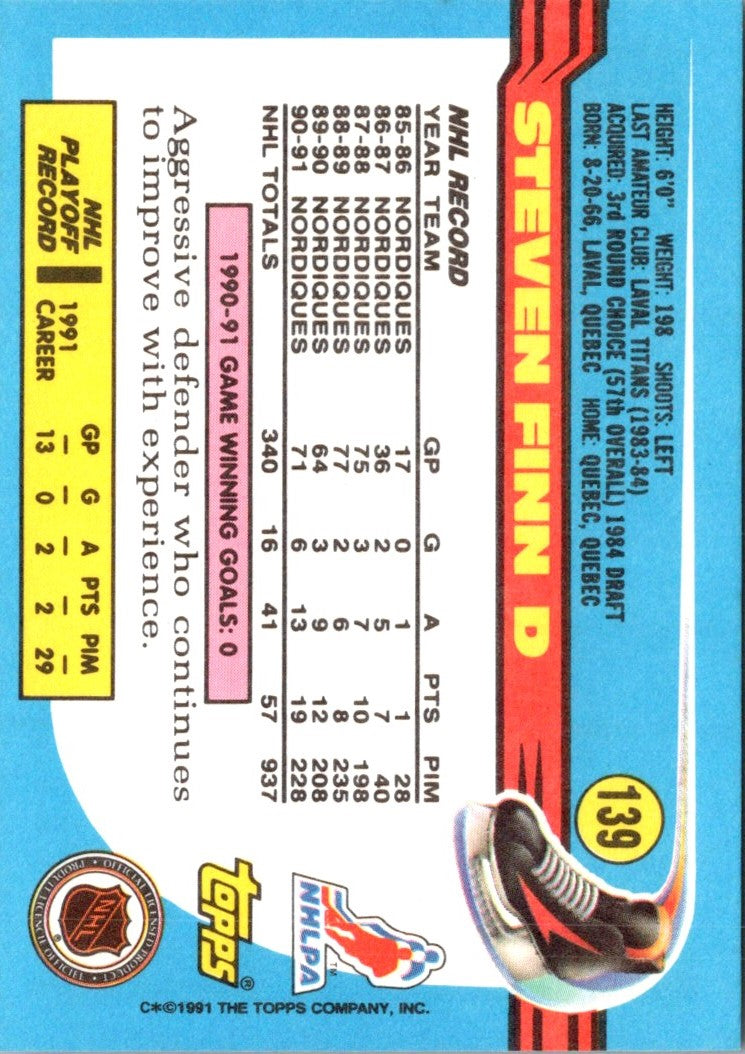 139
HEIGHT: 6'0" WEIGHT: 198 SHOOTS: LEFT
LAST AMATEUR CLUB: LAVAL TITANS (1983-84)
ACQUIRED: 3rd ROUND CHOICE (57th OVERALL) 1984 DRAFT
BORN: 8-20-66, LAVAL, QUEBEC HOME: QUEBEC, QUEBEC
STEVEN FINN D
NHL RECORD
YEAR TEAM GP G A PTS PIM
85-86 NORDIQUES 17 0 1 1 28
86-87 NORDIQUES 36 2 5 7 40
87-88 NORDIQUES 75 3 7 10 198
88-89 NORDIQUES 77 2 6 8 235
89-90 NORDIQUES 64 3 9 12 208
90-91 NORDIQUES 71 6 13 19 228
NHL TOTALS 340 16 41 57 937
1990-91 GAME WINNING GOALS: 0
Aggressive defender who continues
to improve with experience.
NHL
PLAYOFF
RECORD
GP G A PTS PIM
1991 – – – – –
CAREER 13 0 2 2 29
NHLPA™
TOPPS®
OFFICIAL LICENSED PRODUCT •
NHL
®
C*©1991 THE TOPPS COMPANY, INC.